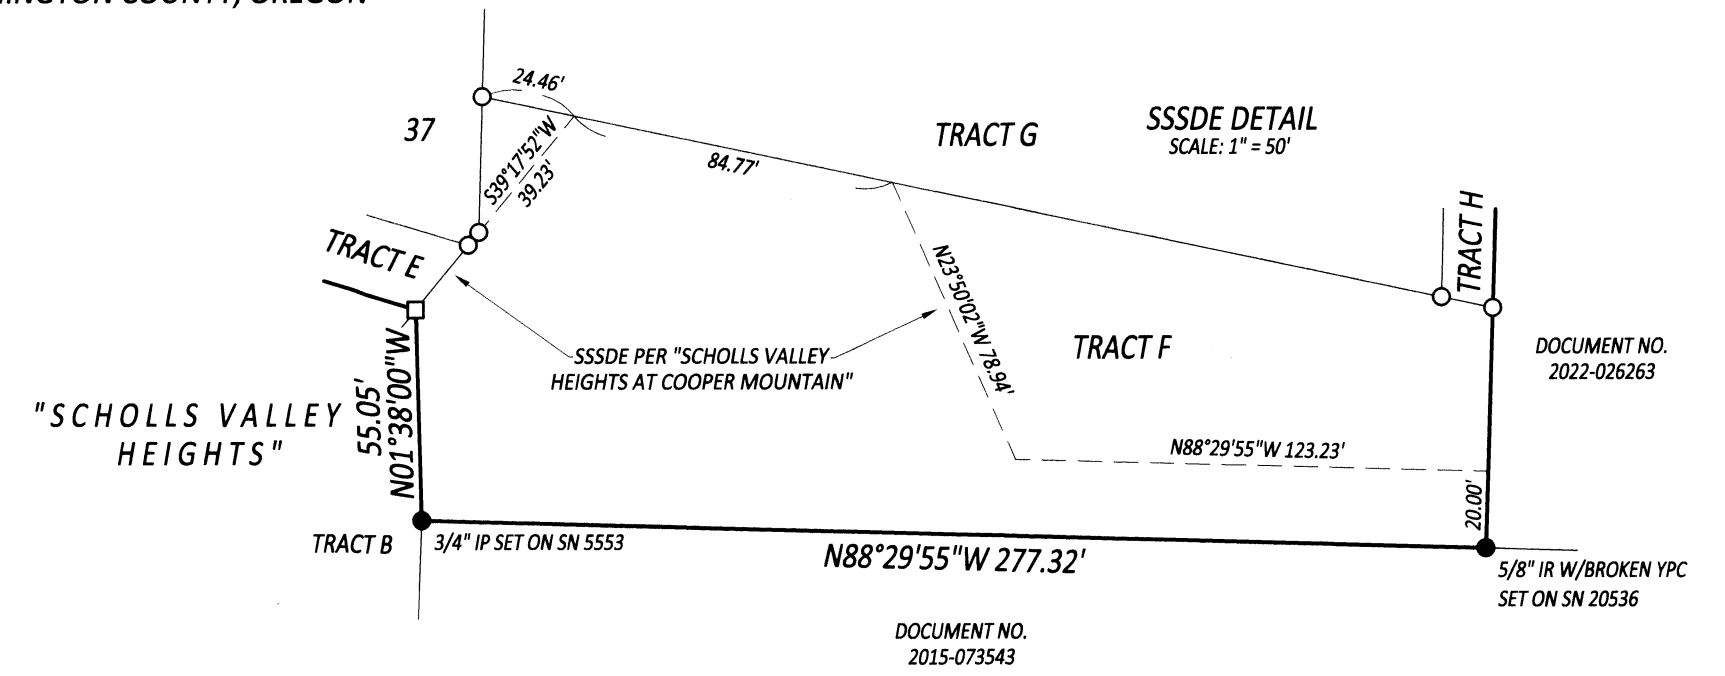 24.46'
37
S39°17'52"W
39.23'
84.77'
TRACT G
SSSDE DETAIL
SCALE: 1" = 50'
TRACT H
TRACT E
N23°50'02"W 78.94'
SSSDE PER "SCHOLLS VALLEY
HEIGHTS AT COOPER MOUNTAIN"
TRACT F
DOCUMENT NO.
2022-026263
"SCHOLLS VALLEY
HEIGHTS"
55.05'
N01°38'00"W
N88°29'55"W 123.23'
20.00'
TRACT B
3/4" IP SET ON SN 5553
N88°29'55"W 277.32'
5/8" IR W/BROKEN YPC
SET ON SN 20536
DOCUMENT NO.
2015-073543